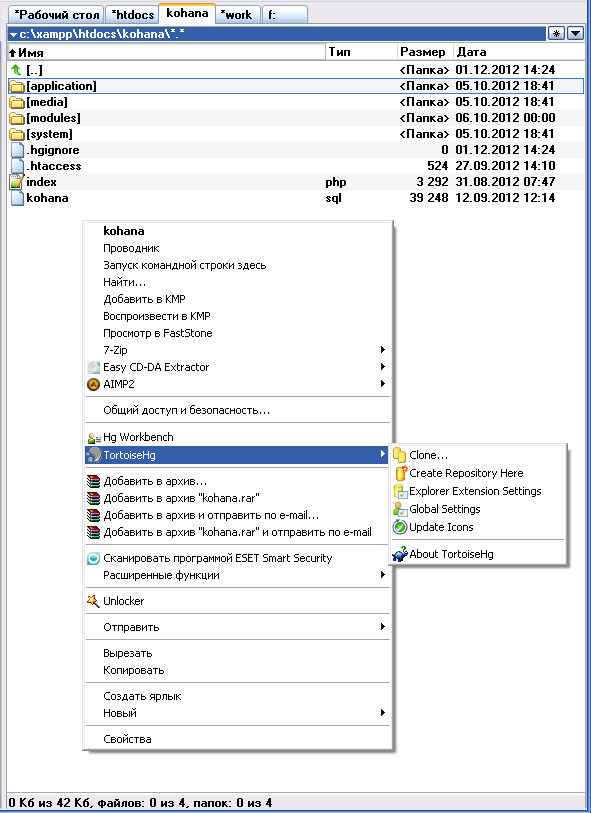 *Рабочий стол *htdocs kohana *work f:
c:\xampp\htdocs\kohana\*.*
Имя Тип Размер Дата
[..] <Папка> 01.12.2012 14:24
[application] <Папка> 05.10.2012 18:41
[media] <Папка> 05.10.2012 18:41
[modules] <Папка> 06.10.2012 00:00
[system] <Папка> 05.10.2012 18:41
.hgignore 0 01.12.2012 14:24
.htaccess 524 27.09.2012 14:10
index php 3 292 31.08.2012 07:47
kohana sql 39 248 12.09.2012 12:14
kohana
Проводник
Запуск командной строки здесь
Найти...
Добавить в KMP
Воспроизвести в KMP
Просмотр в FastStone
7-Zip
Easy CD-DA Extractor
AIMP2
Общий доступ и безопасность...
Hg Workbench
TortoiseHg
Clone...
Create Repository Here
Explorer Extension Settings
Global Settings
Update Icons
About TortoiseHg
Добавить в архив...
Добавить в архив "kohana.rar"
Добавить в архив и отправить по e-mail...
Добавить в архив "kohana.rar" и отправить по e-mail
Сканировать программой ESET Smart Security
Расширенные функции
Unlocker
Отправить
Вырезать
Копировать
Создать ярлык
Новый
Свойства
0 Кб из 42 Кб, файлов: 0 из 4, папок: 0 из 4